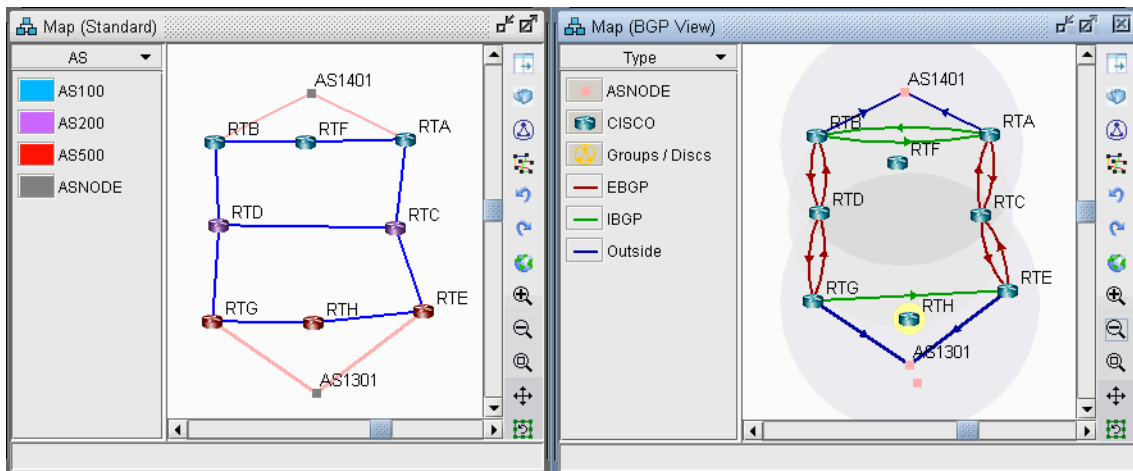 Map (Standard)
AS
AS100
AS200
AS500
ASNODE
AS1401
RTB
RTF
RTA
RTD
RTC
RTG
RTH
RTE
AS1301
Map (BGP View)
Type
ASNODE
CISCO
Groups / Discs
EBGP
IBGP
Outside
AS1401
RTB
RTA
RTF
RTD
RTC
RTG
RTE
RTH
AS1301